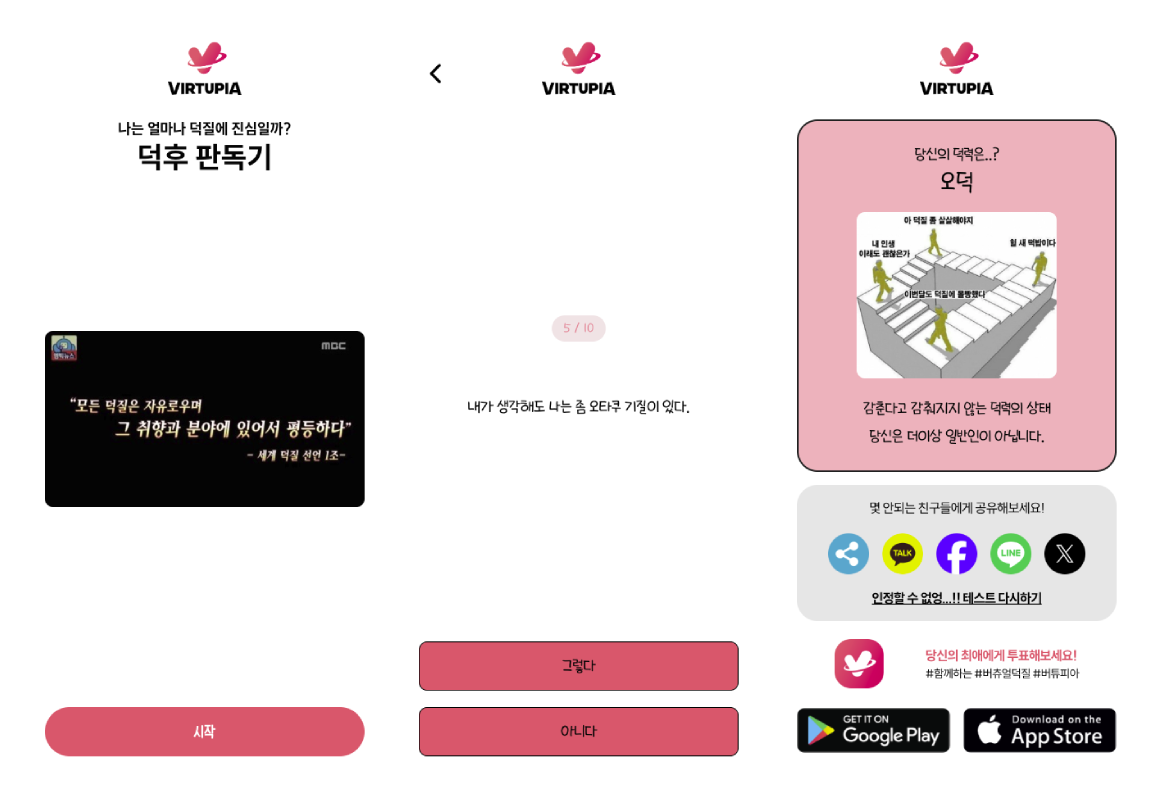 VIRTUPIA
나는 얼마나 덕질에 진심일까?
덕후 판독기
mbc
"모든 덕질은 자유로우며
그 취향과 분야에 있어서 평등하다"
- 세계 덕질 선언 1조-
시작
VIRTUPIA
5 / 10
내가 생각해도 나는 좀 오타쿠 기질이 있다.
그렇다
아니다
VIRTUPIA
당신의 덕력은..?
오덕
아 덕질 좀 살살해야지
내 인생
이래도 괜찮은가
힐 새 떡밥이다
이번달도 덕질에 몰빵했다
감춘다고 감춰지지 않는 덕력의 상태
당신은 더이상 일반인이 아닙니다.
몇 안되는 친구들에게 공유해보세요!
TALK
LINE
인정할 수 없엉...!! 테스트 다시하기
당신의 최애에게 투표해보세요!
#함께하는 #버츄얼덕질 #버튜피아
GET IT ON
Google Play
Download on the
App Store